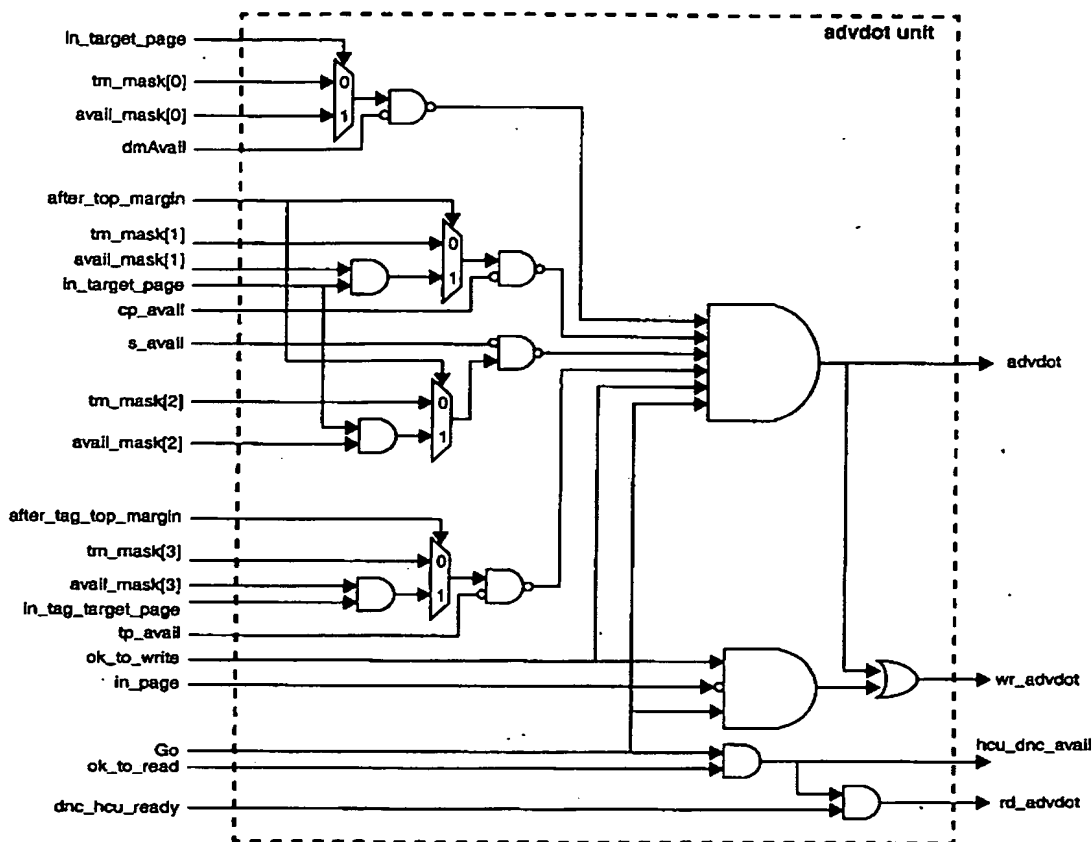 advdot unit
in_target_page
0
tm_mask[0]
avail_mask[0]
1
dmAvail
after_top_margin
tm_mask[1]
0
avail_mask[1]
1
in_target_page
cp_avail
s_avail
tm_mask[2]
0
avail_mask[2]
1
after_tag_top_margin
tm_mask[3]
0
avail_mask[3]
1
in_tag_target_page
tp_avail
ok_to_write
in_page
Go
ok_to_read
dnc_hcu_ready
advdot
wr_advdot
hcu_dnc_avail
rd_advdot